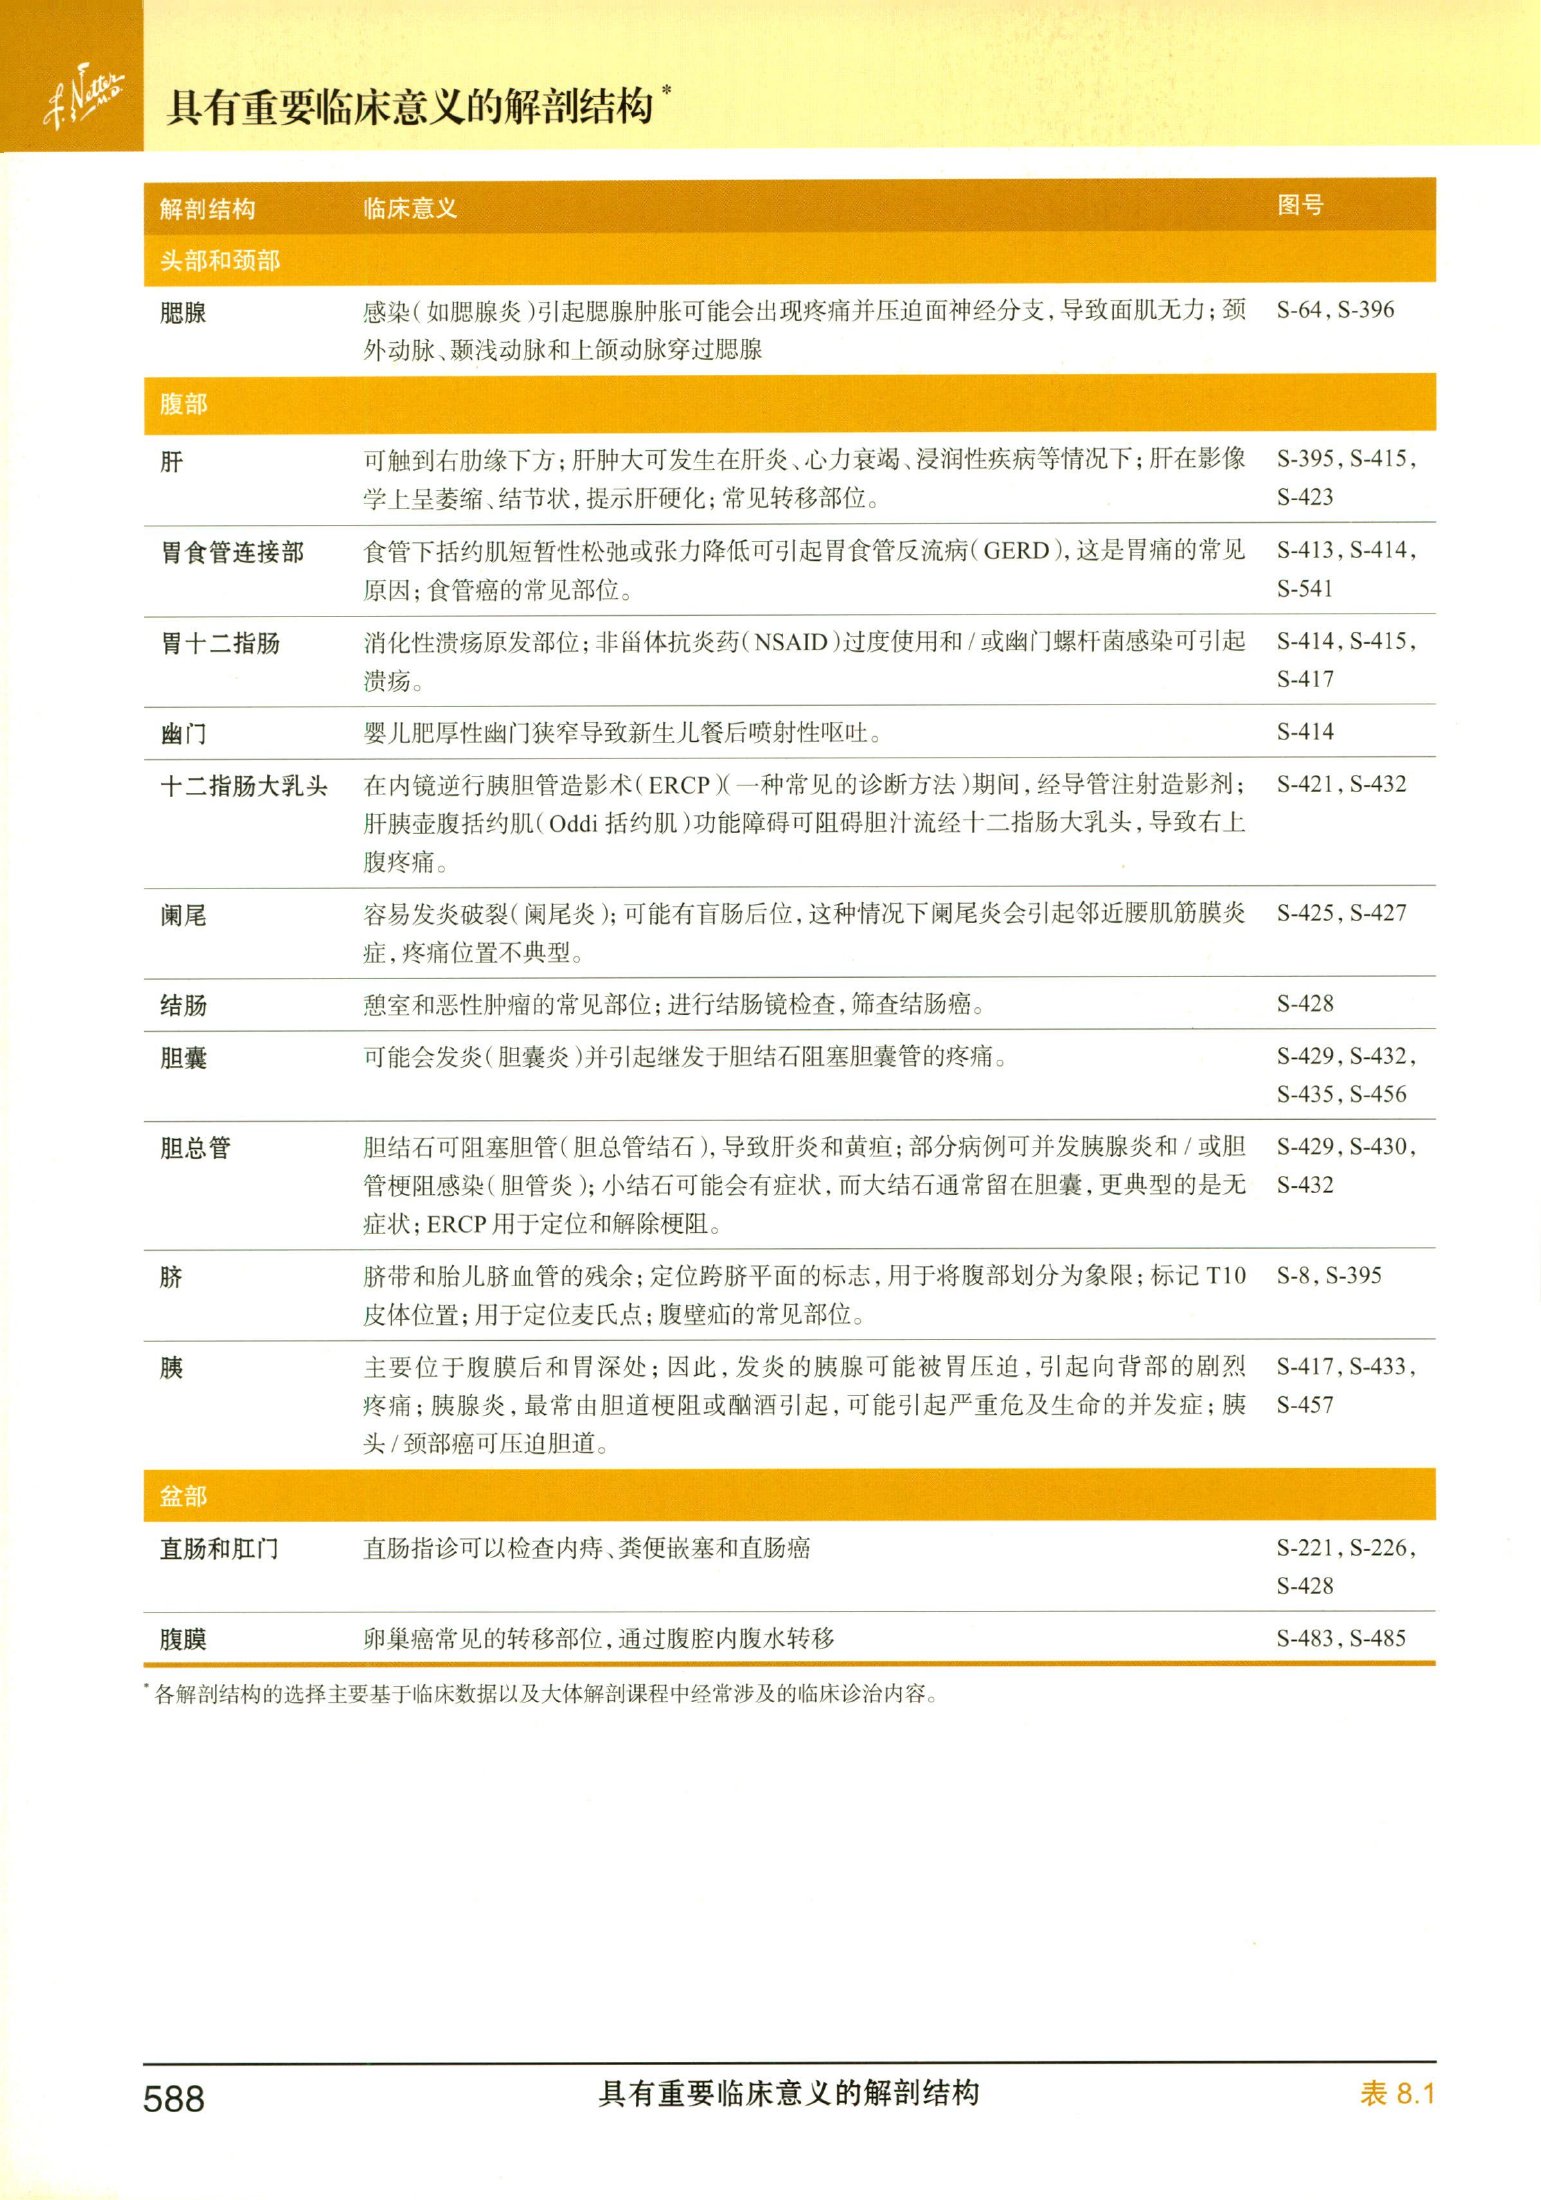 F. Netter M.D.
具有重要临床意义的解剖结构*
解剖结构 临床意义 图号
头部和颈部
腮腺 感染(如腮腺炎)引起腮腺肿胀可能会出现疼痛并压迫面神经分支,导致面肌无力;颈 S-64, S-396
外动脉、颞浅动脉和上颌动脉穿过腮腺
腹部
肝 可触到右肋缘下方;肝肿大可发生在肝炎、心力衰竭、浸润性疾病等情况下;肝在影像 S-395, S-415,
学上呈萎缩、结节状,提示肝硬化;常见转移部位。 S-423
胃食管连接部 食管下括约肌短暂性松弛或张力降低可引起胃食管反流病(GERD),这是胃痛的常见 S-413, S-414,
原因;食管癌的常见部位。 S-541
胃十二指肠 消化性溃疡原发部位;非甾体抗炎药(NSAID)过度使用和/或幽门螺杆菌感染可引起 S-414, S-415,
溃疡。 S-417
幽门 婴儿肥厚性幽门狭窄导致新生儿餐后喷射性呕吐。 S-414
十二指肠大乳头 在内镜逆行胰胆管造影术(ERCP)(一种常见的诊断方法)期间,经导管注射造影剂; S-421, S-432
肝胰壶腹括约肌(Oddi 括约肌)功能障碍可阻碍胆汁流经十二指肠大乳头,导致右上
腹疼痛。
阑尾 容易发炎破裂(阑尾炎);可能有盲肠后位,这种情况下阑尾炎会引起邻近腰肌筋膜炎 S-425, S-427
症,疼痛位置不典型。
结肠 憩室和恶性肿瘤的常见部位;进行结肠镜检查,筛查结肠癌。 S-428
胆囊 可能会发炎(胆囊炎)并引起继发于胆结石阻塞胆囊管的疼痛。 S-429, S-432,
S-435, S-456
胆总管 胆结石可阻塞胆管(胆总管结石),导致肝炎和黄疸;部分病例可并发胰腺炎和/或胆 S-429, S-430,
管梗阻感染(胆管炎);小结石可能会有症状,而大结石通常留在胆囊,更典型的是无 S-432
症状;ERCP 用于定位和解除梗阻。
脐 脐带和胎儿脐血管的残余;定位跨脐平面的标志,用于将腹部划分为象限;标记 T10 S-8, S-395
皮体位置;用于定位麦氏点;腹壁疝的常见部位。
胰 主要位于腹膜后和胃深处;因此,发炎的胰腺可能被胃压迫,引起向背部的剧烈 S-417, S-433,
疼痛;胰腺炎,最常由胆道梗阻或酗酒引起,可能引起严重危及生命的并发症;胰 S-457
头/颈部癌可压迫胆道。
盆部
直肠和肛门 直肠指诊可以检查内痔、粪便嵌塞和直肠癌 S-221, S-226,
S-428
腹膜 卵巢癌常见的转移部位,通过腹腔内腹水转移 S-483, S-485
*各解剖结构的选择主要基于临床数据以及大体解剖课程中经常涉及的临床诊治内容。
588 具有重要临床意义的解剖结构 表 8.1